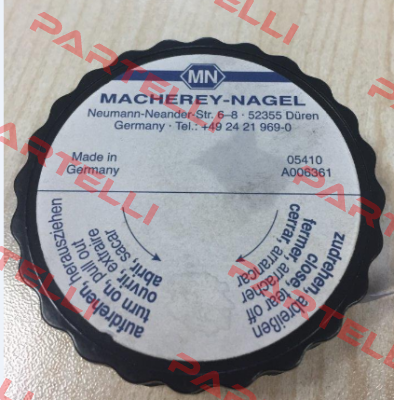 MN
MACHEREY-NAGEL
Neumann-Neander-Str. 6–8 · 52355 Düren
Germany · Tel.: +49 24 21 969-0
Made in
Germany
05410
A006361
aufdrehen, herausziehen
turn on, pull out
ouvrir, extraire
abrir, sacar
zudrehen, abreißen
close, tear off
fermer, arracher
cerrar, arrancar
PARTELLI
PARTELLI
PARTELLI